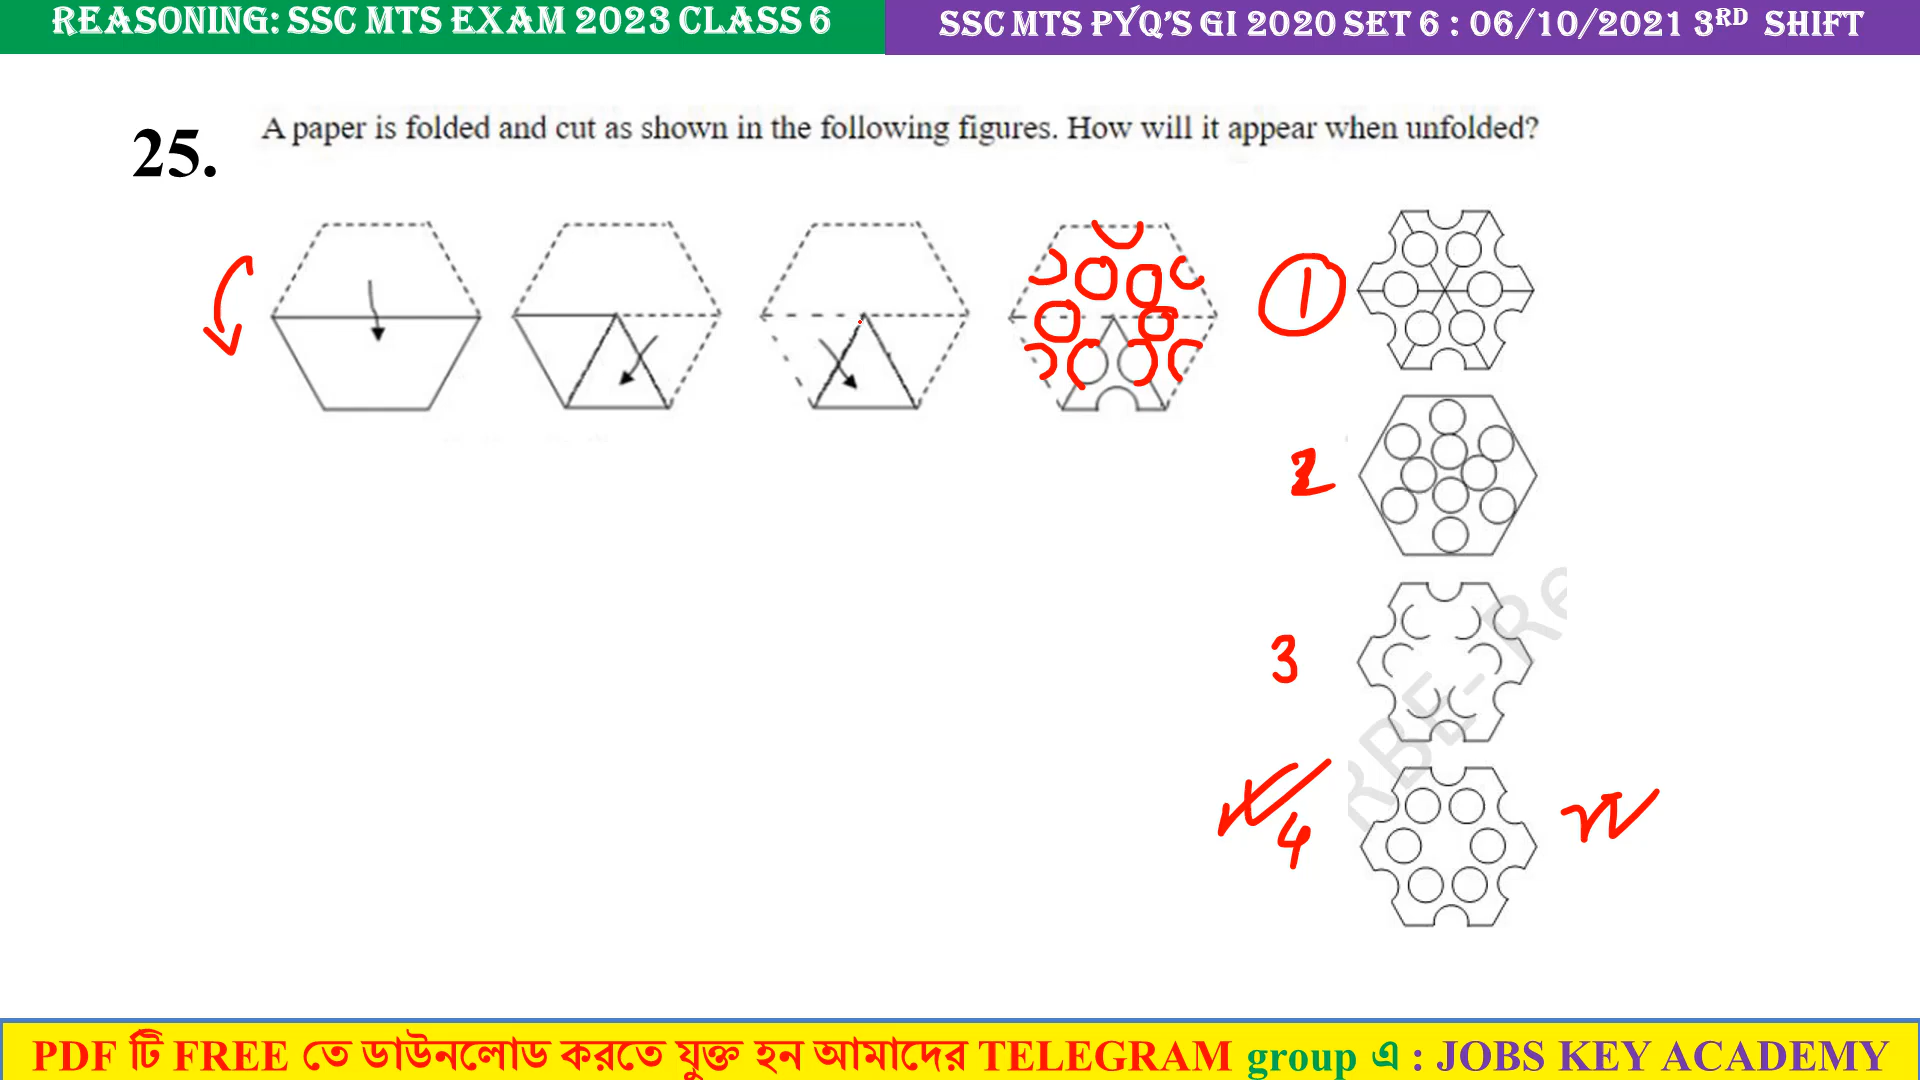 REASONING: SSC MTS EXAM 2023 CLASS 6
SSC MTS PYQ'S GI 2020 SET 6 : 06/10/2021 3RD SHIFT
25.
A paper is folded and cut as shown in the following figures. How will it appear when unfolded?
1
2
3
4
RBE-Re
PDF টি FREE তে ডাউনলোড করতে যুক্ত হন আমাদের TELEGRAM group এ : JOBS KEY ACADEMY